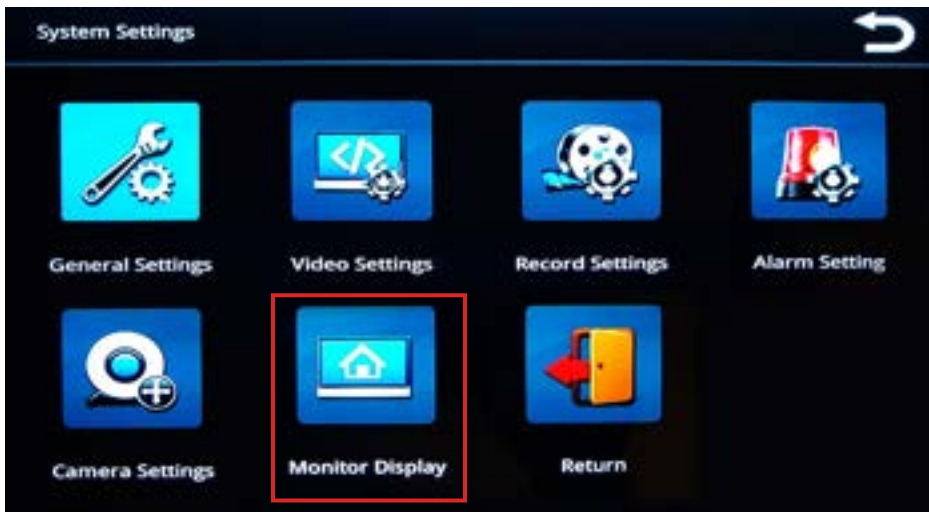 System Settings
General Settings
Video Settings
Record Settings
Alarm Setting
Camera Settings
Monitor Display
Return